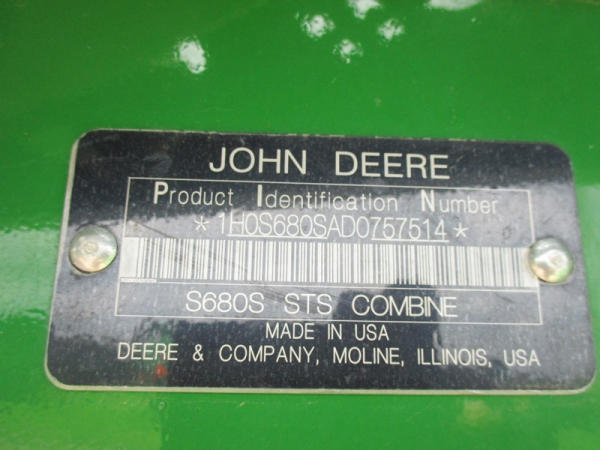 JOHN DEERE
Product Identification Number
*1H0S680SAD0757514*
S680S STS COMBINE
MADE IN USA
DEERE & COMPANY, MOLINE, ILLINOIS, USA